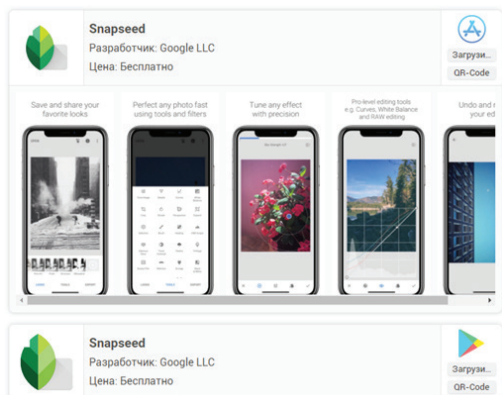 Snapseed
Разработчик: Google LLC
Цена: Бесплатно
Загрузи...
QR-Code
Save and share your
favorite looks
Perfect any photo fast
using tools and filters
Tune any effect
with precision
Pro-level editing tools
e.g. Curves, White Balance
and RAW editing
Undo and r
your ed
Snapseed
Разработчик: Google LLC
Цена: Бесплатно
Загрузи...
QR-Code